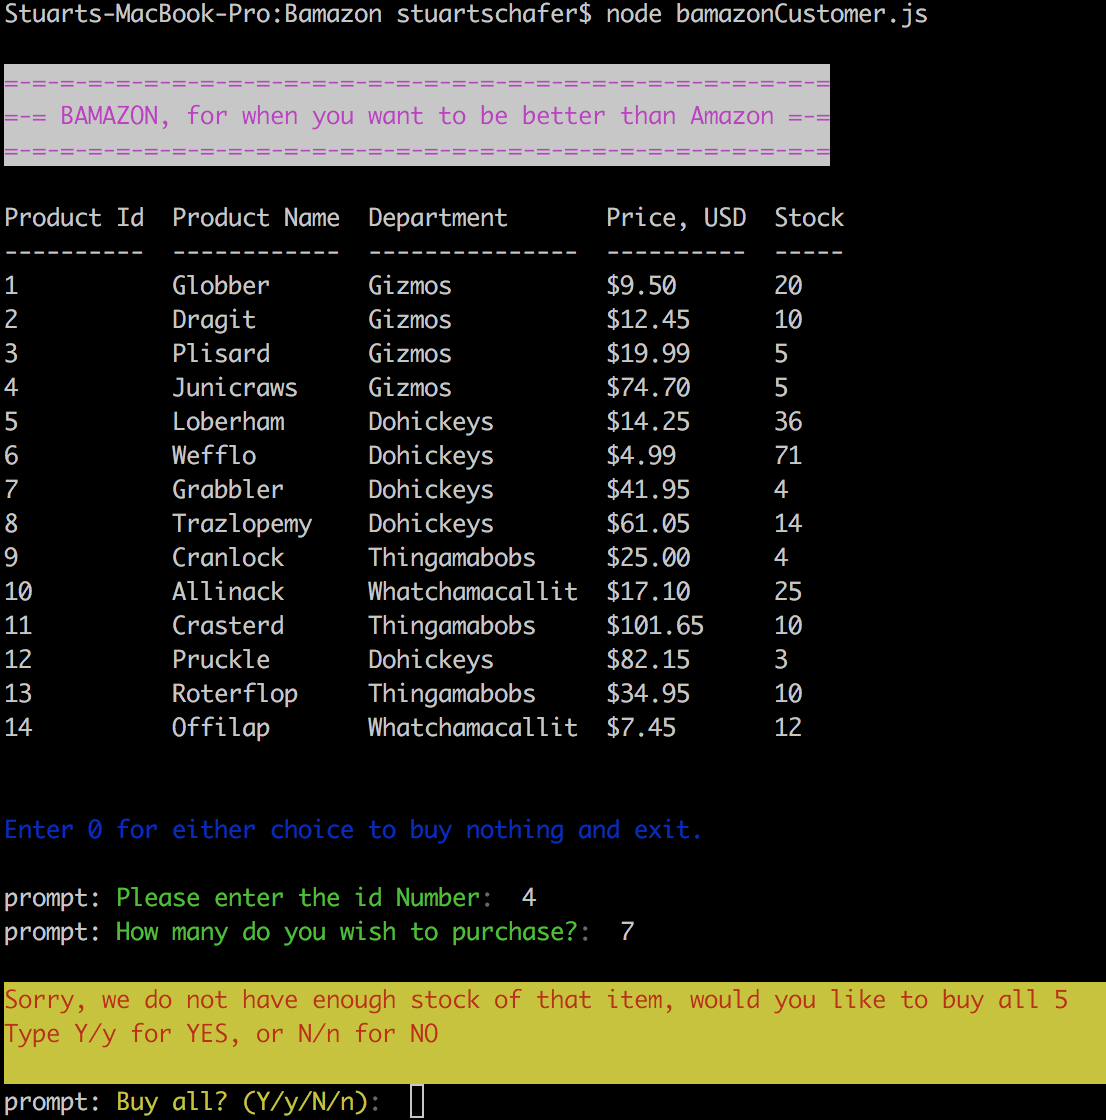 Stuarts-MacBook-Pro:Bamazon stuartschafer$ node bamazonCustomer.js
=-=-=-=-=-=-=-=-=-=-=-=-=-=-=-=-=-=-=-=-=-=-=-=-=-=-=-=-=-=
=-= BAMAZON, for when you want to be better than Amazon =-=
=-=-=-=-=-=-=-=-=-=-=-=-=-=-=-=-=-=-=-=-=-=-=-=-=-=-=-=-=-=
Product Id  Product Name  Department       Price, USD  Stock
----------  ------------  ---------------  ----------  -----
1           Globber       Gizmos           $9.50       20
2           Dragit        Gizmos           $12.45      10
3           Plisard       Gizmos           $19.99      5
4           Junicraws     Gizmos           $74.70      5
5           Loberham      Dohickeys        $14.25      36
6           Wefflo        Dohickeys        $4.99       71
7           Grabbler      Dohickeys        $41.95      4
8           Trazlopemy    Dohickeys        $61.05      14
9           Cranlock      Thingamabobs     $25.00      4
10          Allinack      Whatchamacallit  $17.10      25
11          Crasterd      Thingamabobs     $101.65     10
12          Pruckle       Dohickeys        $82.15      3
13          Roterflop     Thingamabobs     $34.95      10
14          Offilap       Whatchamacallit  $7.45       12
Enter 0 for either choice to buy nothing and exit.
prompt: Please enter the id Number:  4
prompt: How many do you wish to purchase?:  7
Sorry, we do not have enough stock of that item, would you like to buy all 5
Type Y/y for YES, or N/n for NO
prompt: Buy all? (Y/y/N/n):